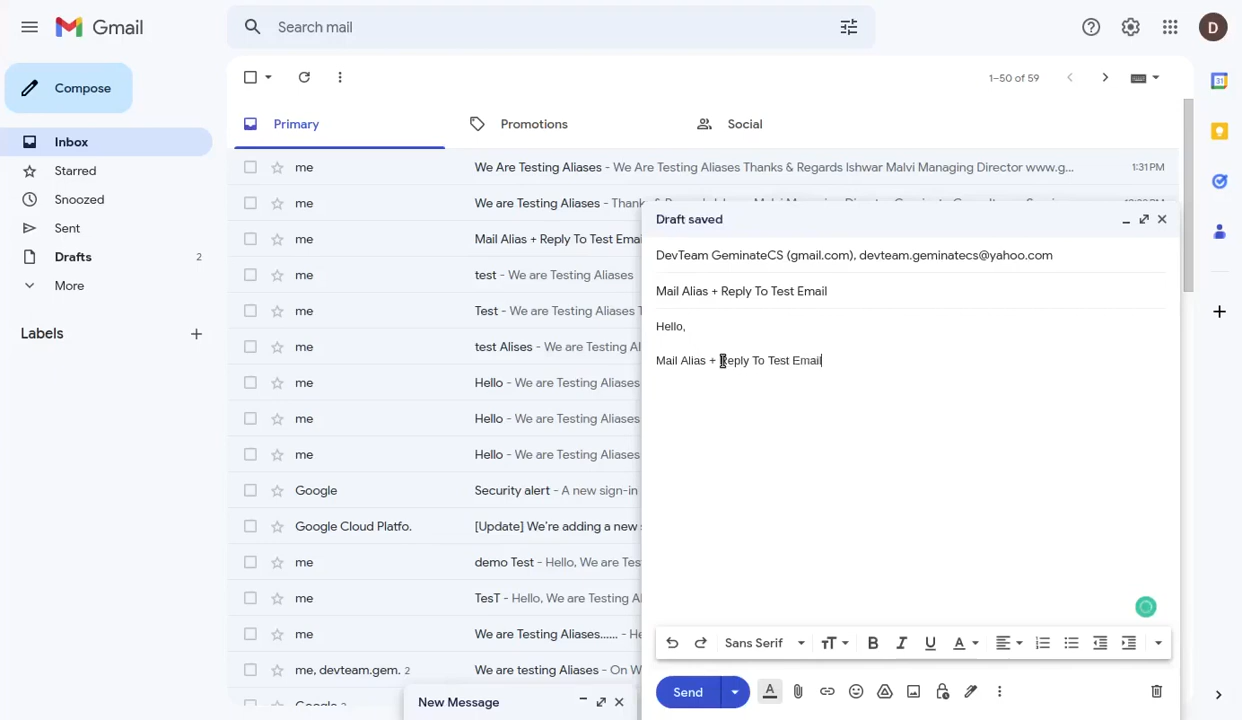 Gmail
Search mail
D
Compose
1–50 of 59
31
Primary
Promotions
Social
Inbox
me We Are Testing Aliases - We Are Testing Aliases Thanks & Regards Ishwar Malvi Managing Director www.g... 1:31 PM
Starred
Snoozed
me We are Testing Aliases
Draft saved
Sent
me Mail Alias + Reply To Test Emai
DevTeam GeminateCS (gmail.com), devteam.geminatecs@yahoo.com
Drafts 2
me test - We are Testing Aliases
More
Mail Alias + Reply To Test Email
me Test - We are Testing Aliases
Hello,
Labels
me test Alises - We are Testing Al
Mail Alias + Reply To Test Email
me Hello - We are Testing Aliases
me Hello - We are Testing Aliases
me Hello - We are Testing Aliases
Google Security alert - A new sign-in
Google Cloud Platfo. [Update] We're adding a new
me demo Test - Hello, We are Tes
me TesT - Hello, We are Testing A
me We are Testing Aliases...... - He
Sans Serif
me, devteam.gem. 2 We are testing Aliases - On W
Send
New Message